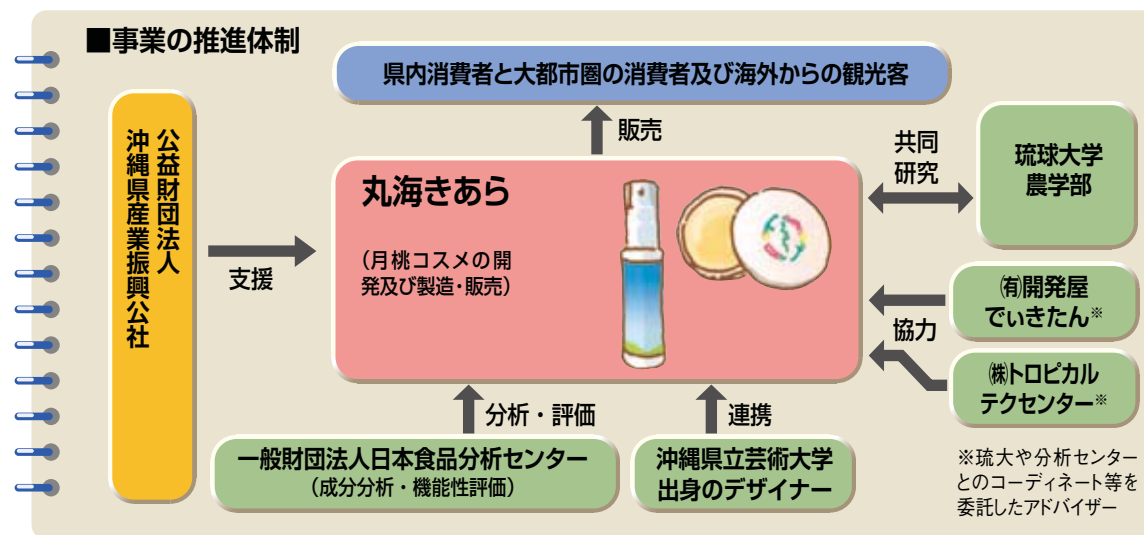 ■事業の推進体制
県内消費者と大都市圏の消費者及び海外からの観光客
販売
公益財団法人
沖縄県産業振興公社
支援
丸海きあら
(月桃コスメの開
発及び製造・販売)
共同
研究
琉球大学
農学部
㈲開発屋
でぃきたん※
協力
㈱トロピカル
テクセンター※
分析・評価
連携
一般財団法人日本食品分析センター
(成分分析・機能性評価)
沖縄県立芸術大学
出身のデザイナー
※琉大や分析センター
とのコーディネート等を
委託したアドバイザー